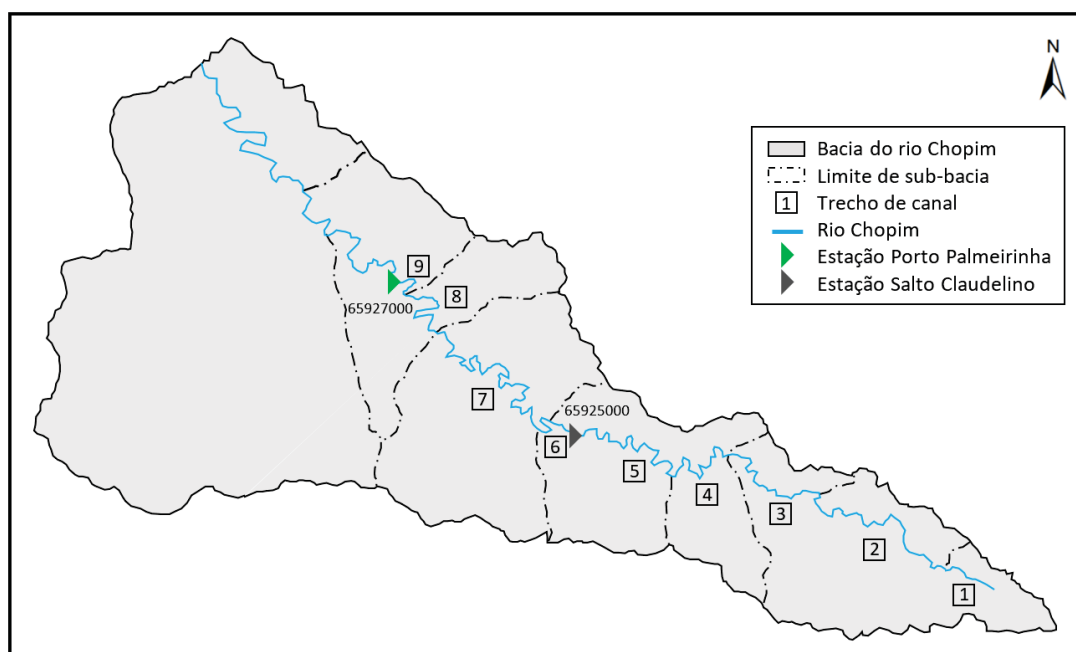 N
Bacia do rio Chopim
Limite de sub-bacia
1 Trecho de canal
Rio Chopim
Estação Porto Palmeirinha
Estação Salto Claudelino
9
8
65927000
7
65925000
6
5
4
3
2
1